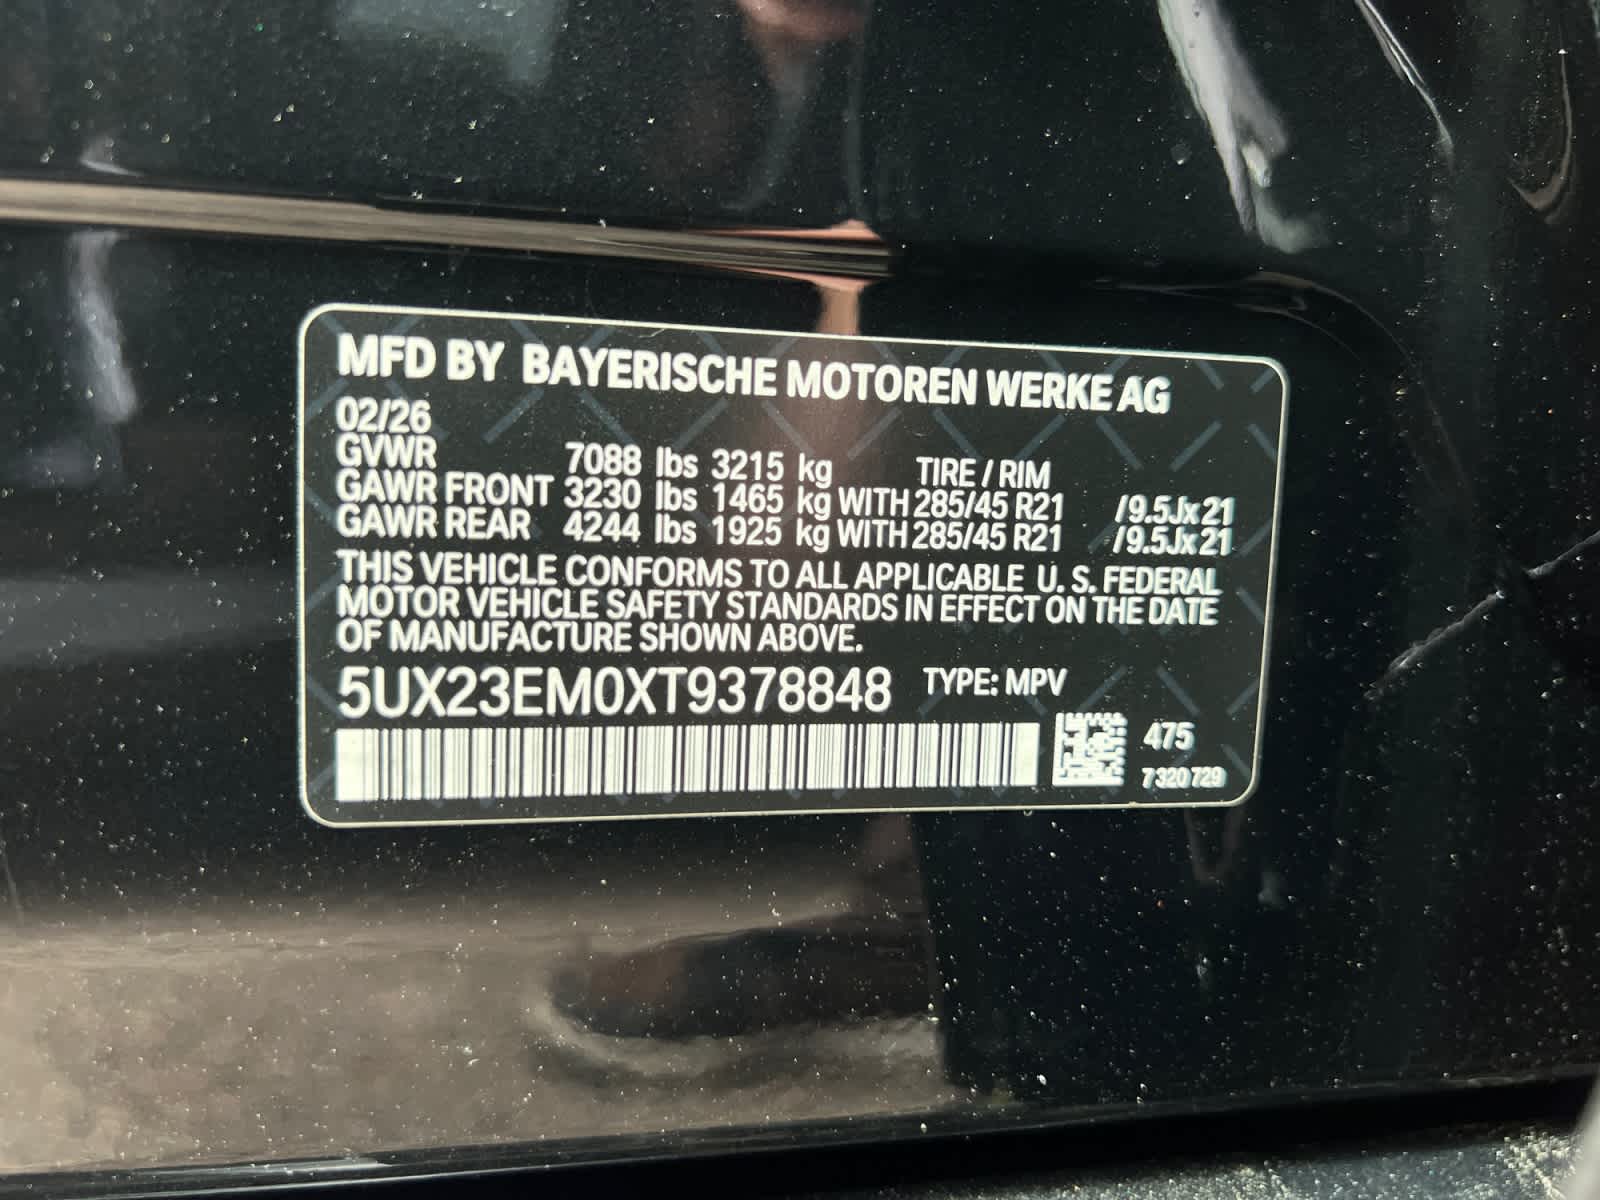 MFD BY BAYERISCHE MOTOREN WERKE AG
02/26
GVWR 7088 lbs 3215 kg TIRE / RIM
GAWR FRONT 3230 lbs 1465 kg WITH 285/45 R21 /9.5Jx21
GAWR REAR 4244 lbs 1925 kg WITH 285/45 R21 /9.5Jx21
THIS VEHICLE CONFORMS TO ALL APPLICABLE U. S. FEDERAL
MOTOR VEHICLE SAFETY STANDARDS IN EFFECT ON THE DATE
OF MANUFACTURE SHOWN ABOVE.
5UX23EM0XT9378848 TYPE: MPV
475
7 320 729